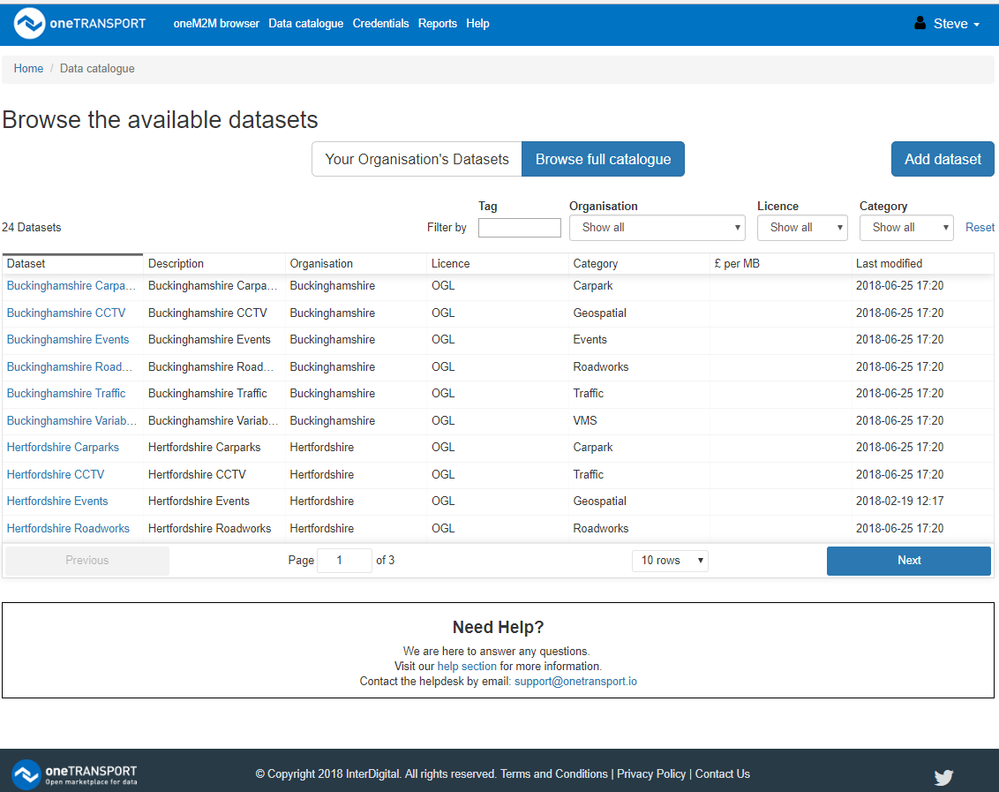 oneTRANSPORT oneM2M browser Data catalogue Credentials Reports Help Steve
Home / Data catalogue
Browse the available datasets
Your Organisation's Datasets Browse full catalogue Add dataset
Tag Organisation Licence Category
24 Datasets Filter by Show all Show all Show all Reset
Dataset Description Organisation Licence Category £ per MB Last modified
Buckinghamshire Carpa... Buckinghamshire Carpa... Buckinghamshire OGL Carpark 2018-06-25 17:20
Buckinghamshire CCTV Buckinghamshire CCTV Buckinghamshire OGL Geospatial 2018-06-25 17:20
Buckinghamshire Events Buckinghamshire Events Buckinghamshire OGL Events 2018-06-25 17:20
Buckinghamshire Road... Buckinghamshire Road... Buckinghamshire OGL Roadworks 2018-06-25 17:20
Buckinghamshire Traffic Buckinghamshire Traffic Buckinghamshire OGL Traffic 2018-06-25 17:20
Buckinghamshire Variab... Buckinghamshire Variab... Buckinghamshire OGL VMS 2018-06-25 17:20
Hertfordshire Carparks Hertfordshire Carparks Hertfordshire OGL Carpark 2018-06-25 17:20
Hertfordshire CCTV Hertfordshire CCTV Hertfordshire OGL Traffic 2018-06-25 17:20
Hertfordshire Events Hertfordshire Events Hertfordshire OGL Geospatial 2018-02-19 12:17
Hertfordshire Roadworks Hertfordshire Roadworks Hertfordshire OGL Roadworks 2018-06-25 17:20
Previous Page 1 of 3 10 rows Next
Need Help?
We are here to answer any questions.
Visit our help section for more information.
Contact the helpdesk by email: support@onetransport.io
oneTRANSPORT
Open marketplace for data
© Copyright 2018 InterDigital. All rights reserved. Terms and Conditions | Privacy Policy | Contact Us